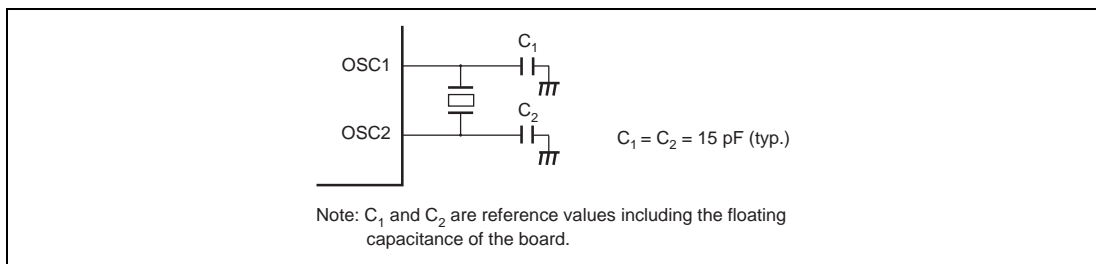 C1
OSC1
C2
OSC2
C1 = C2 = 15 pF (typ.)
Note: C1 and C2 are reference values including the floating
capacitance of the board.